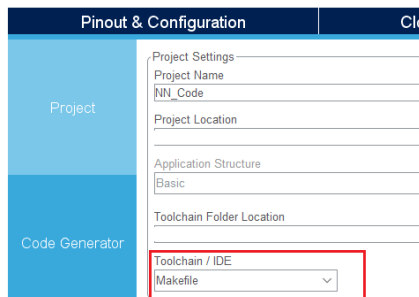 Pinout & Configuration
Project
Code Generator
Project Settings
Project Name
NN_Code
Project Location
Application Structure
Basic
Toolchain Folder Location
Toolchain / IDE
Makefile